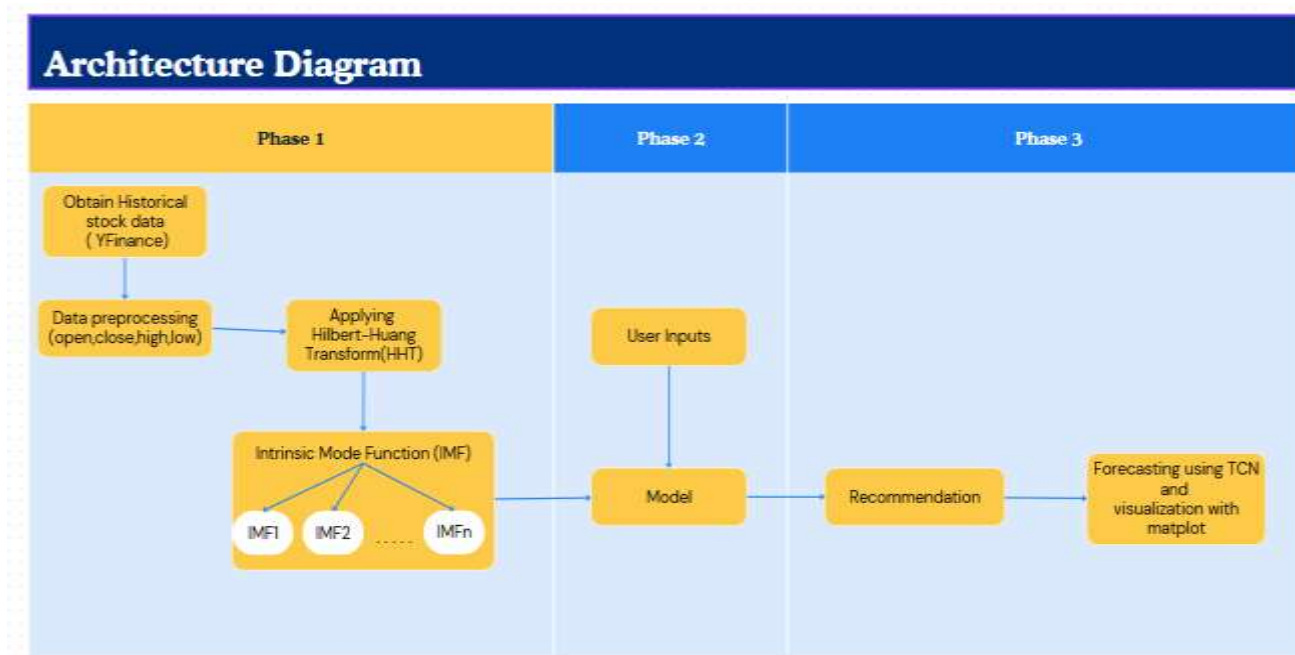 Architecture Diagram
Phase 1
Phase 2
Phase 3
Obtain Historical
stock data
( YFinance)
Data preprocessing
(open,close,high,low)
Applying
Hilbert-Huang
Transform(HHT)
Intrinsic Mode Function (IMF)
IMF1
IMF2
.....
IMFn
User Inputs
Model
Recommendation
Forecasting using TCN
and
visualization with
matplot